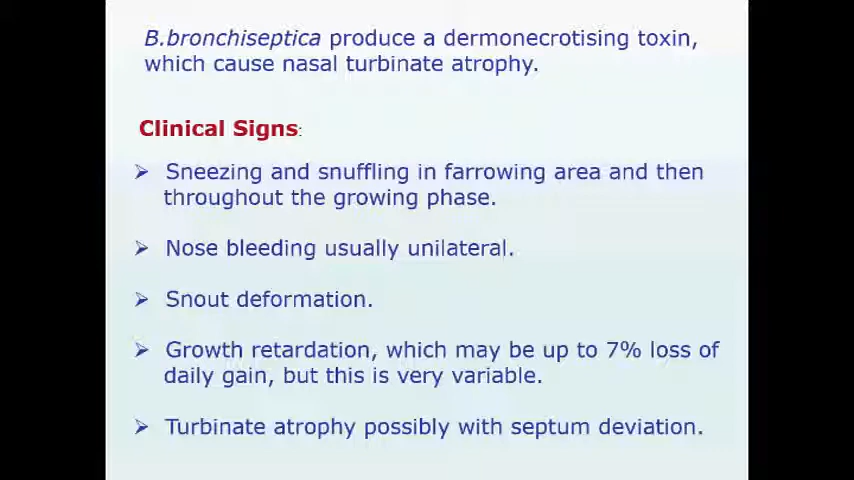 B.bronchiseptica produce a dermonecrotising toxin,
which cause nasal turbinate atrophy.
Clinical Signs:
➢ Sneezing and snuffling in farrowing area and then
throughout the growing phase.
➢ Nose bleeding usually unilateral.
➢ Snout deformation.
➢ Growth retardation, which may be up to 7% loss of
daily gain, but this is very variable.
➢ Turbinate atrophy possibly with septum deviation.